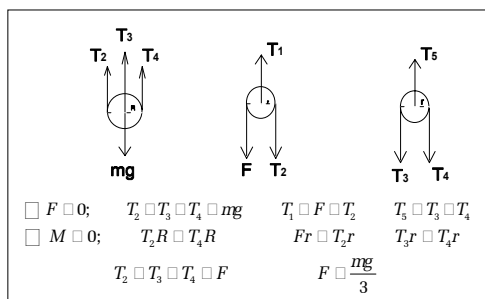 T3
T2 T4 T1 T5
R r r
mg F T2 T3 T4
□ F □ 0; T2 □ T3 □ T4 □ mg T1 □ F □ T2 T5 □ T3 □ T4
□ M □ 0; T2R □ T4R Fr □ T2r T3r □ T4r
T2 □ T3 □ T4 □ F F □ mg/3